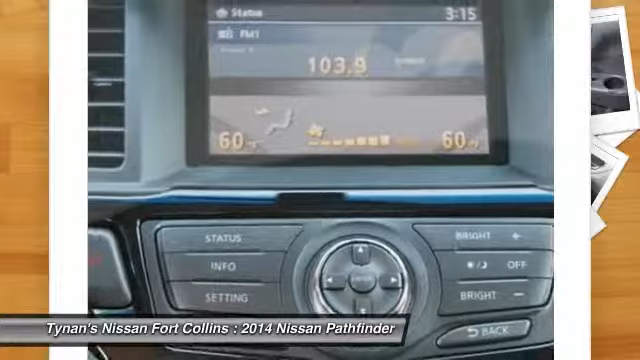 Status 3:15
FM1
103.9
60 60
STATUS
INFO
SETTING
ENTER
BRIGHT +
OFF
BRIGHT -
BACK
Tynan's Nissan Fort Collins : 2014 Nissan Pathfinder